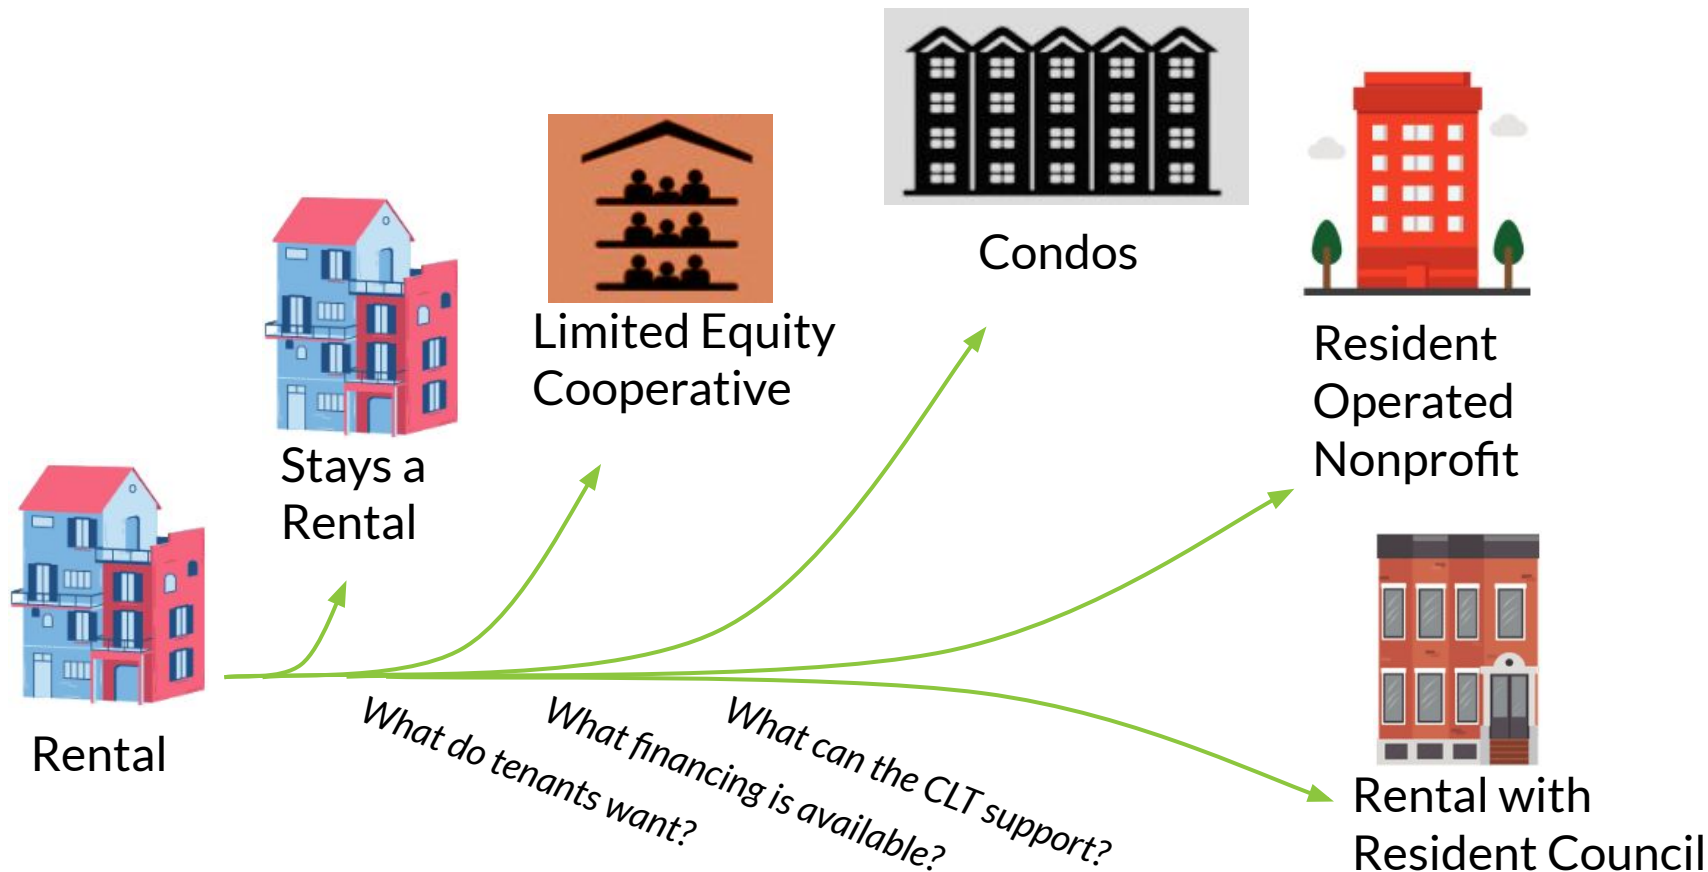 Rental
Stays a
Rental
Limited Equity
Cooperative
Condos
Resident
Operated
Nonprofit
Rental with
Resident Council
What do tenants want?
What financing is available?
What can the CLT support?